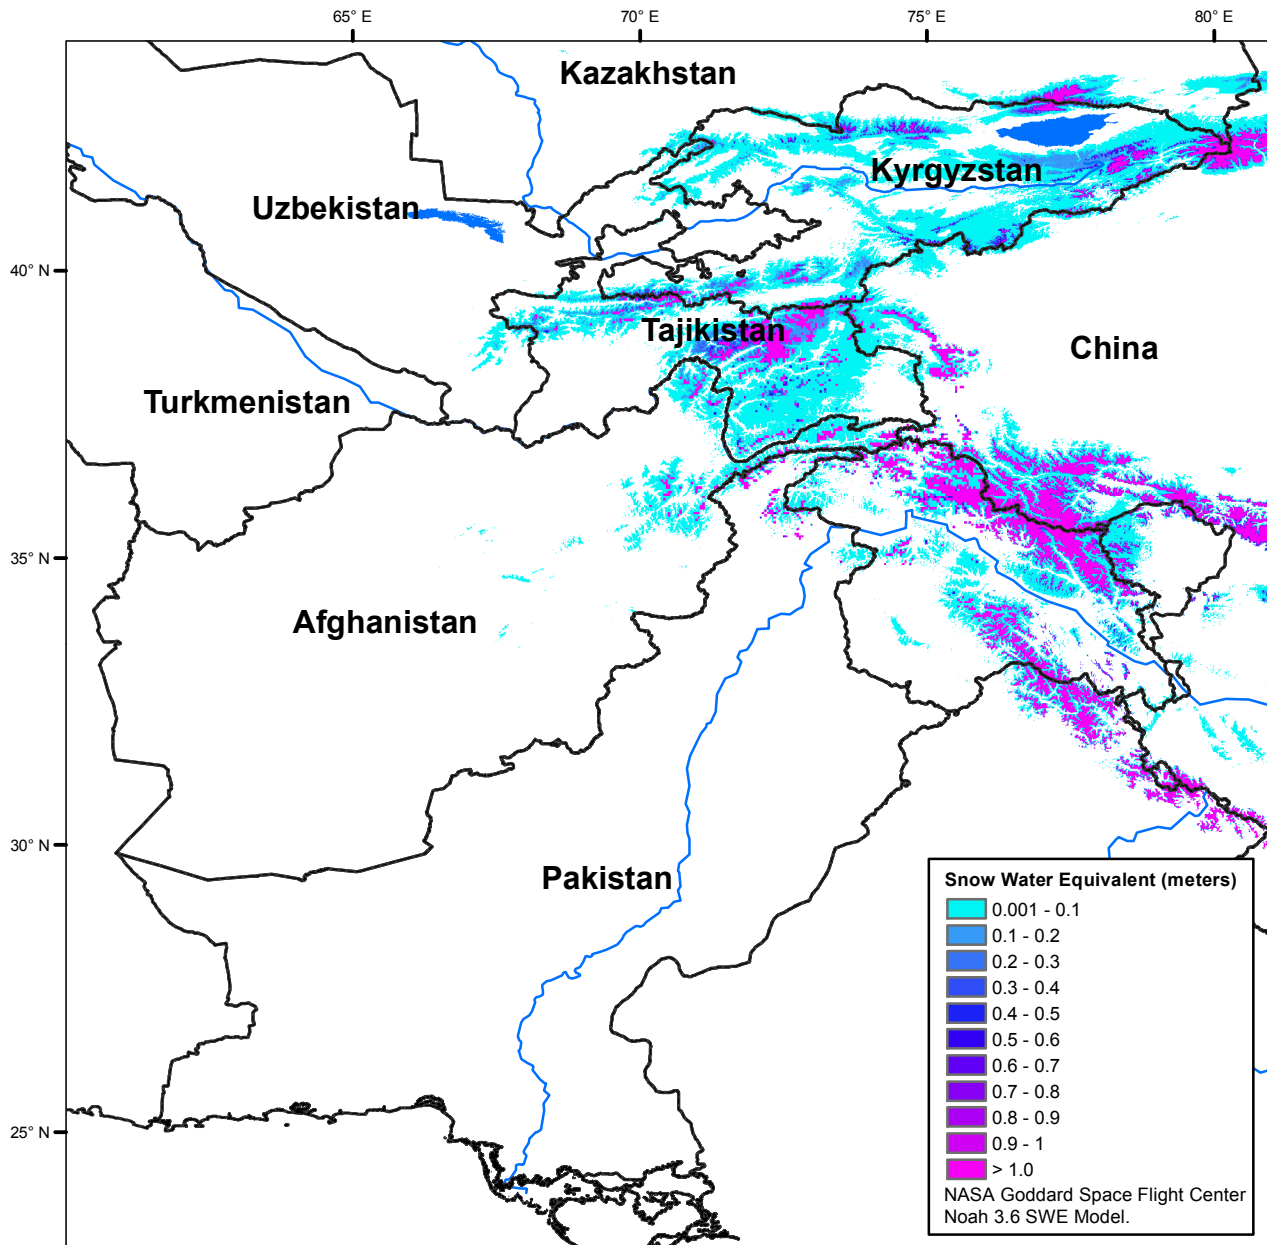 65° E
70° E
75° E
80° E
Kazakhstan
Kyrgyzstan
Uzbekistan
40° N
Tajikistan
China
Turkmenistan
35° N
Afghanistan
30° N
Pakistan
25° N
Snow Water Equivalent (meters)
0.001 - 0.1
0.1 - 0.2
0.2 - 0.3
0.3 - 0.4
0.4 - 0.5
0.5 - 0.6
0.6 - 0.7
0.7 - 0.8
0.8 - 0.9
0.9 - 1
> 1.0
NASA Goddard Space Flight Center
Noah 3.6 SWE Model.